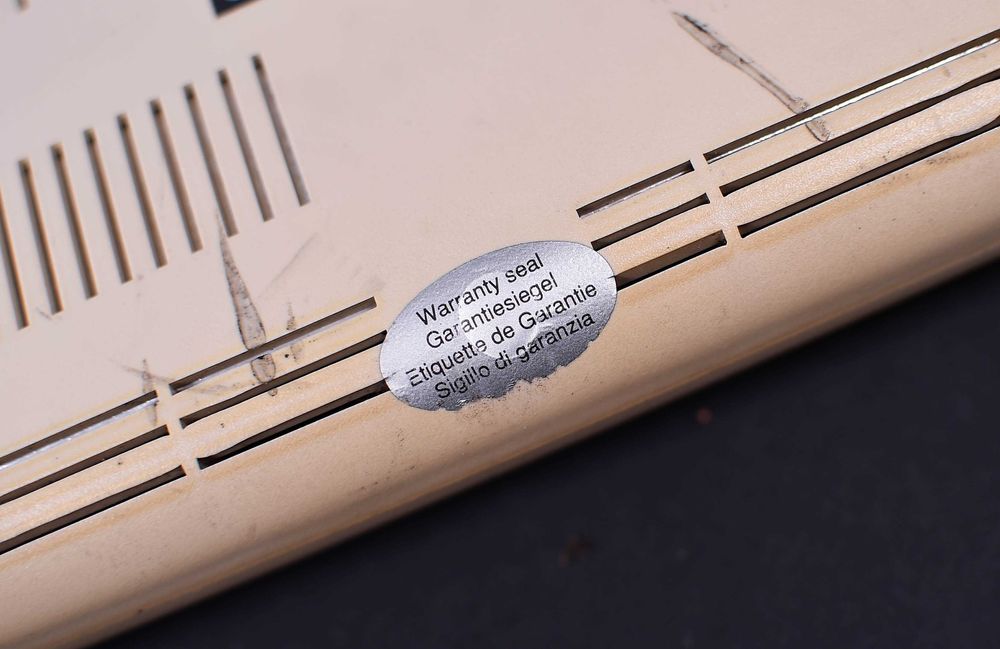 Warranty seal
Garantiesiegel
Etiquette de Garantie
Sigillo di garanzia